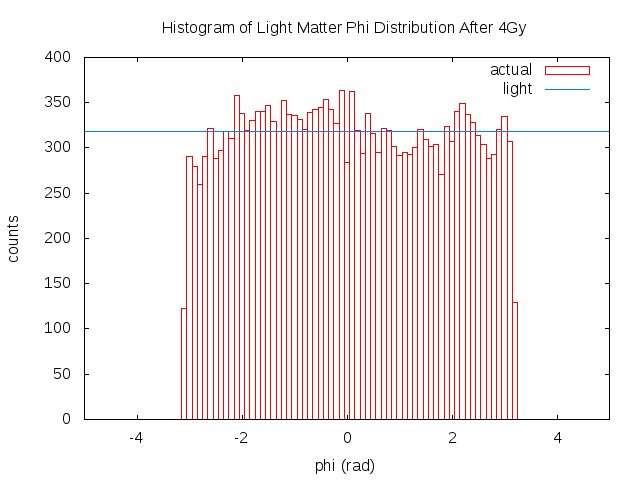 Histogram of Light Matter Phi Distribution After 4Gy
400
350
300
250
200
150
100
50
0
counts
actual
light
-4 -2 0 2 4
phi (rad)